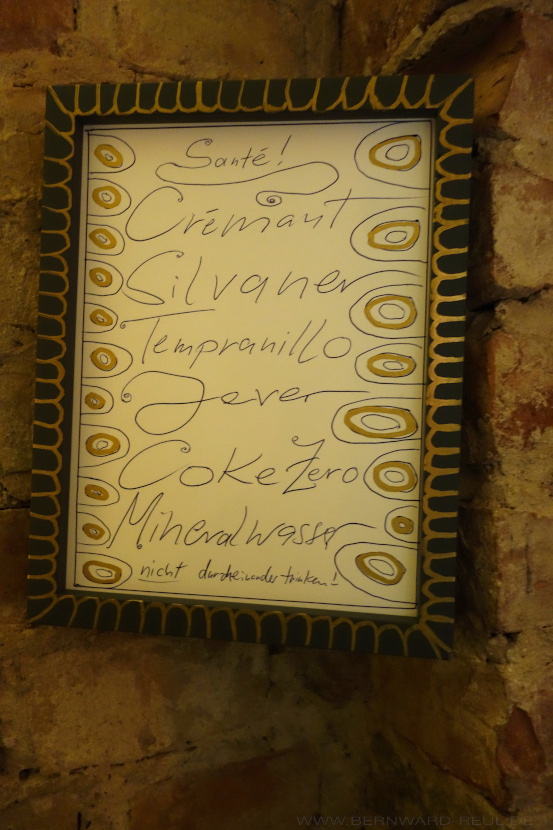 Santé!
Crémant
Silvaner
Tempranillo
Jever
Coke Zero
Mineralwasser
nicht durcheinander trinken!
WWW.BERNWARD-REUL.DE